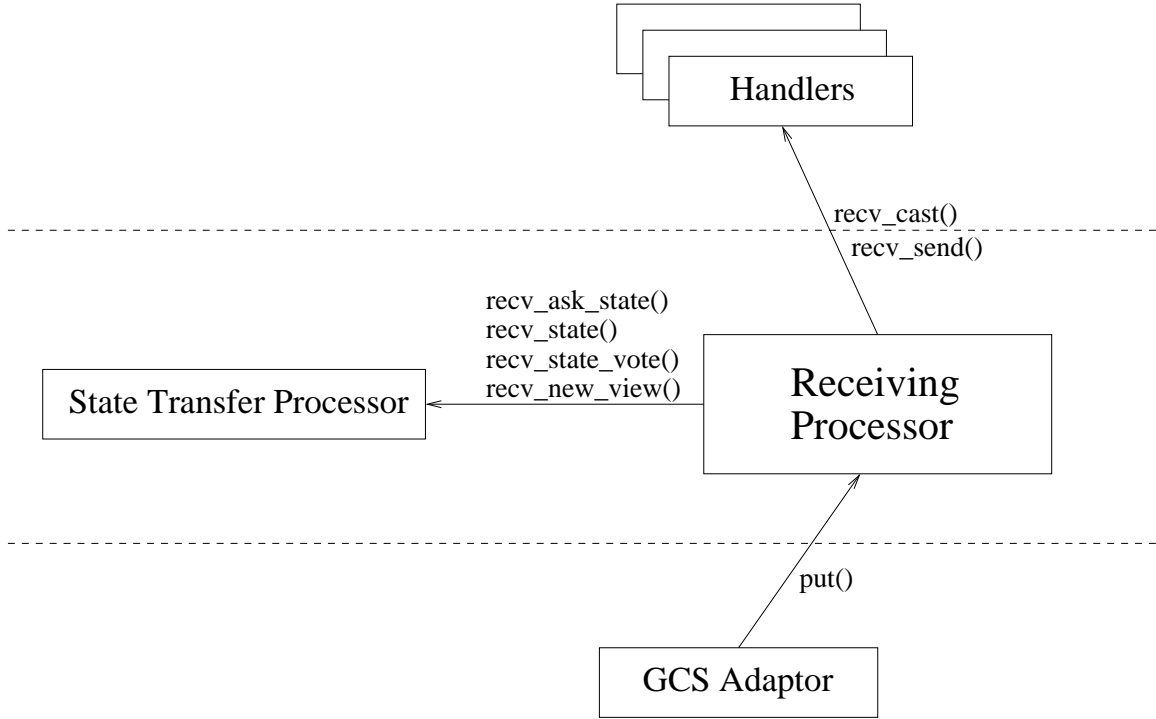 Handlers
recv_cast()
recv_send()
recv_ask_state()
recv_state()
recv_state_vote()
recv_new_view()
State Transfer Processor
Receiving
Processor
put()
GCS Adaptor